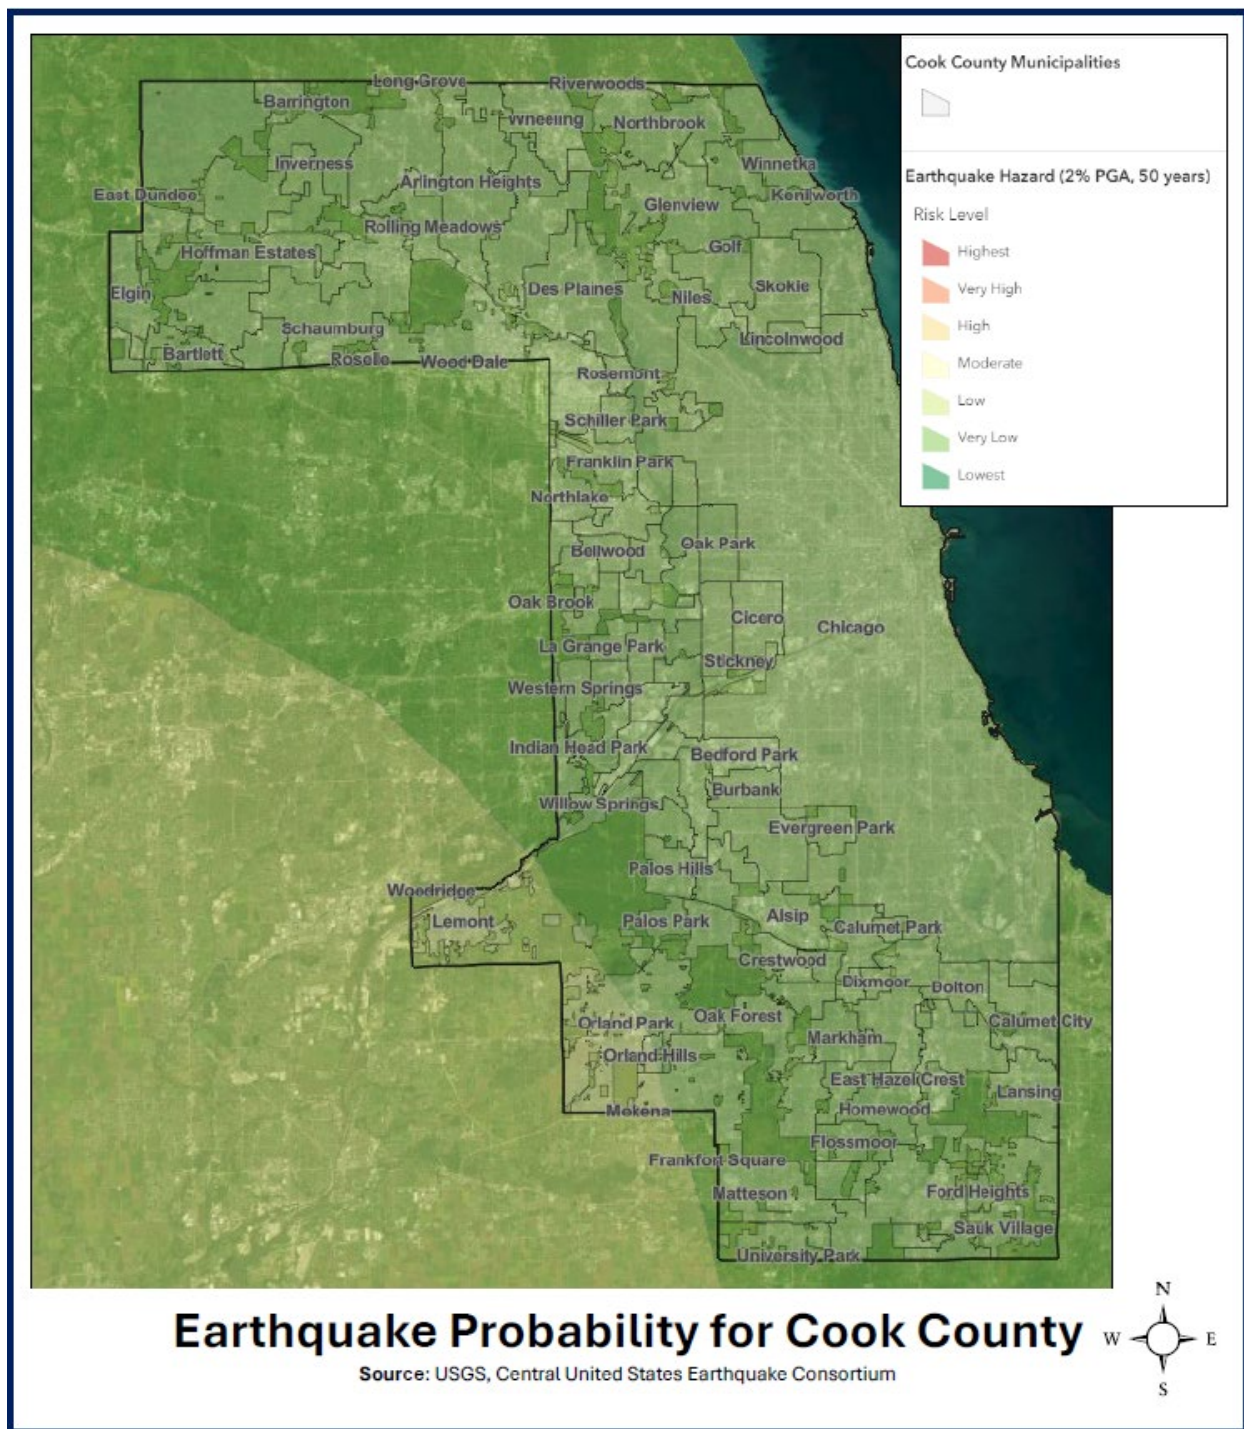 Cook County Municipalities
Earthquake Hazard (2% PGA, 50 years)
Risk Level
Highest
Very High
High
Moderate
Low
Very Low
Lowest
Long Grove
Riverwoods
Barrington
Wheeling
Northbrook
Inverness
Winnetka
Arlington Heights
East Dundee
Kenilworth
Glenview
Rolling Meadows
Golf
Hoffman Estates
Skokie
Elgin
Des Plaines
Niles
Schaumburg
Lincolnwood
Bartlett
Roselle
Wood Dale
Rosemont
Schiller Park
Franklin Park
Northlake
Oak Park
Bellwood
Oak Brook
Cicero
Chicago
La Grange Park
Stickney
Western Springs
Indian Head Park
Bedford Park
Burbank
Willow Springs
Evergreen Park
Palos Hills
Woodridge
Lemont
Palos Park
Alsip
Calumet Park
Crestwood
Dixmoor
Dolton
Oak Forest
Orland Park
Calumet City
Markham
Orland Hills
East Hazel Crest
Lansing
Homewood
Mokena
Flossmoor
Frankfort Square
Matteson
Ford Heights
Sauk Village
University Park
Earthquake Probability for Cook County
Source: USGS, Central United States Earthquake Consortium
N
W
E
S